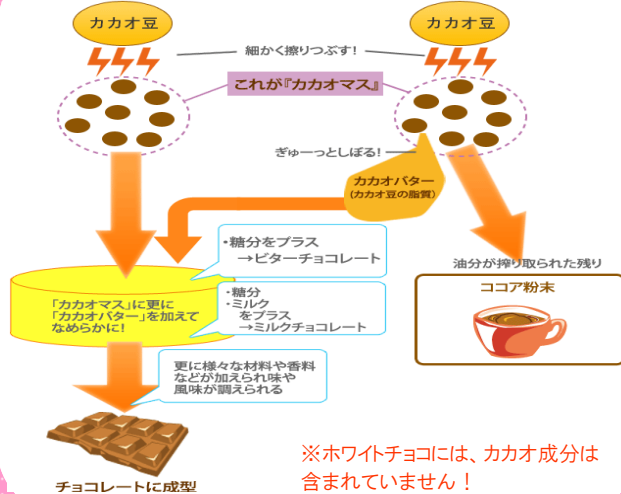 カカオ豆
カカオ豆
細かく擦りつぶす!
これが『カカオマス』
ぎゅーっとしぼる!
カカオバター
(カカオ豆の脂質)
・糖分をプラス
→ビターチョコレート
油分が搾り取られた残り
ココア粉末
「カカオマス」に更に
「カカオバター」を加えて
なめらかに!
・糖分
・ミルク
をプラス
→ミルクチョコレート
更に様々な材料や香料
などが加えられ味や
風味が調えられる
チョコレートに成型
※ホワイトチョコには、カカオ成分は
含まれていません！